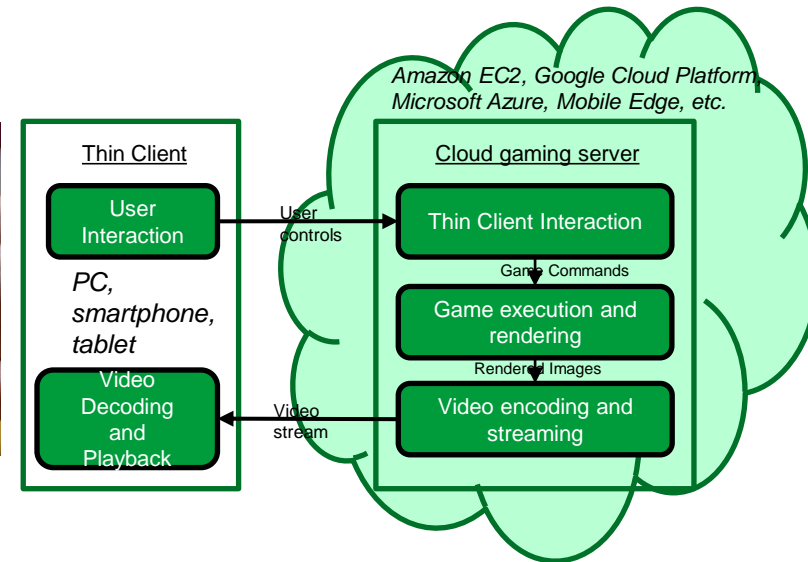 Amazon EC2, Google Cloud Platform,
Microsoft Azure, Mobile Edge, etc.
Thin Client
User
Interaction
PC,
smartphone,
tablet
Video
Decoding
and
Playback
User
controls
Video
stream
Cloud gaming server
Thin Client Interaction
Game Commands
Game execution and
rendering
Rendered Images
Video encoding and
streaming